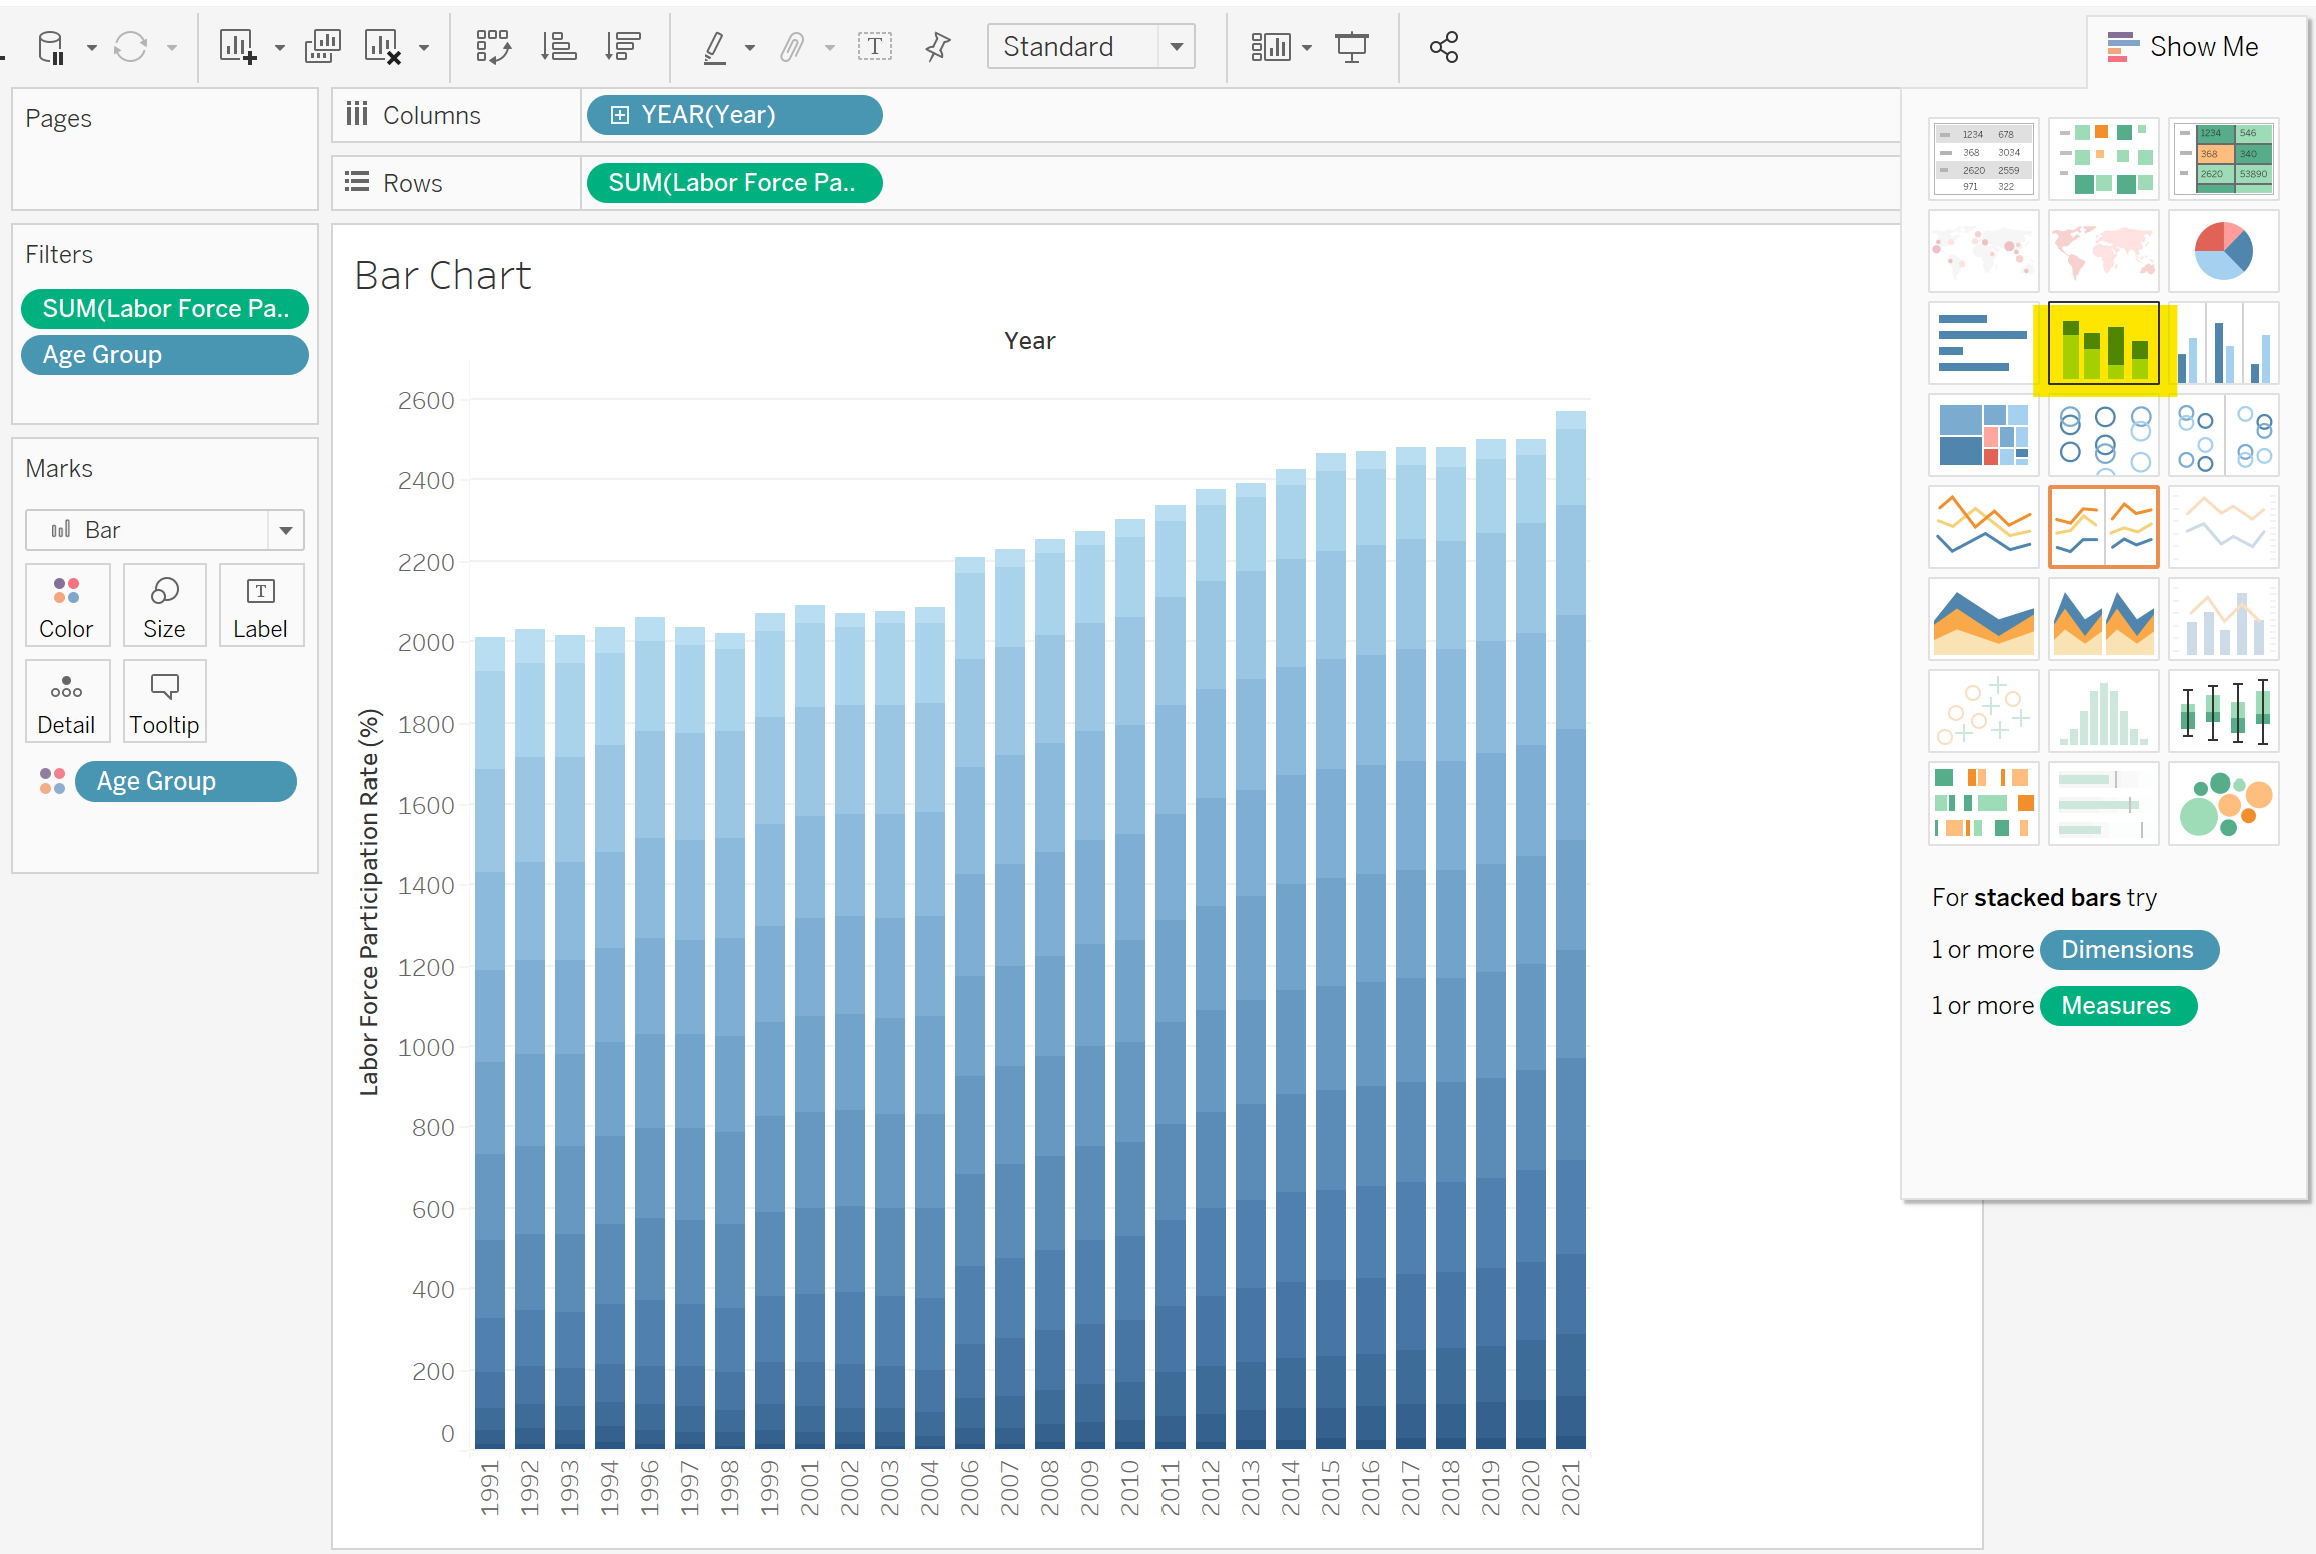 Standard
Show Me
Pages
Columns
YEAR(Year)
Rows
SUM(Labor Force Pa..
Filters
SUM(Labor Force Pa..
Age Group
Marks
Bar
Color
Size
T
Label
Detail
Tooltip
Age Group
Bar Chart
Year
Labor Force Participation Rate (%)
2600
2400
2200
2000
1800
1600
1400
1200
1000
800
600
400
200
0
1991
1992
1993
1994
1996
1997
1998
1999
2001
2002
2003
2004
2006
2007
2008
2009
2010
2011
2012
2013
2014
2015
2016
2017
2018
2019
2020
2021
1234 678
368 3034
2620 2559
971 322
1234 546
368 340
2620 53890
For stacked bars try
1 or more Dimensions
1 or more Measures